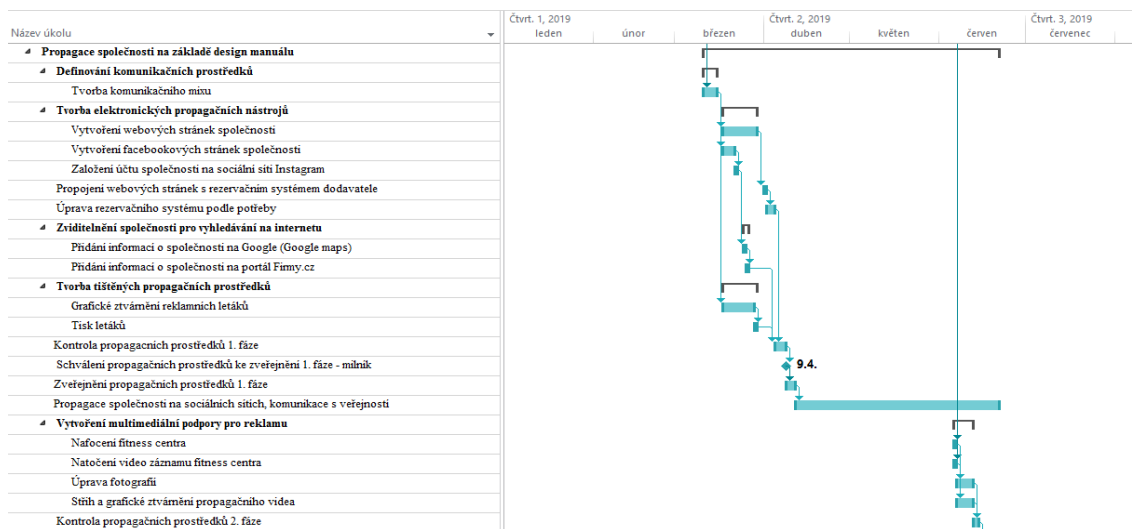 Čtvrt. 1, 2019 Čtvrt. 2, 2019 Čtvrt. 3, 2019
Název úkolu leden únor březen duben květen červen červenec
Propagace společnosti na základě design manuálu
Definování komunikačních prostředků
Tvorba komunikačního mixu
Tvorba elektronických propagačních nástrojů
Vytvoření webových stránek společnosti
Vytvoření facebookových stránek společnosti
Založení účtu společnosti na sociální síti Instagram
Propojení webových stránek s rezervačním systémem dodavatele
Úprava rezervačního systému podle potřeby
Zviditelnění společnosti pro vyhledávání na internetu
Přidání informací o společnosti na Google (Google maps)
Přidání informací o společnosti na portál Firmy.cz
Tvorba tištěných propagačních prostředků
Grafické ztvárnění reklamních letáků
Tisk letáků
Kontrola propagacních prostředků 1. fáze
Schválení propagačních prostředků ke zveřejnění 1. fáze - milník 9.4.
Zveřejnění propagačních prostředků 1. fáze
Propagace společnosti na sociálních sítích, komunikace s veřejností
Vytvoření multimediální podpory pro reklamu
Nafocení fitness centra
Natočení video záznamu fitness centra
Úprava fotografií
Střih a grafické ztvárnění propagačního videa
Kontrola propagačních prostředků 2. fáze